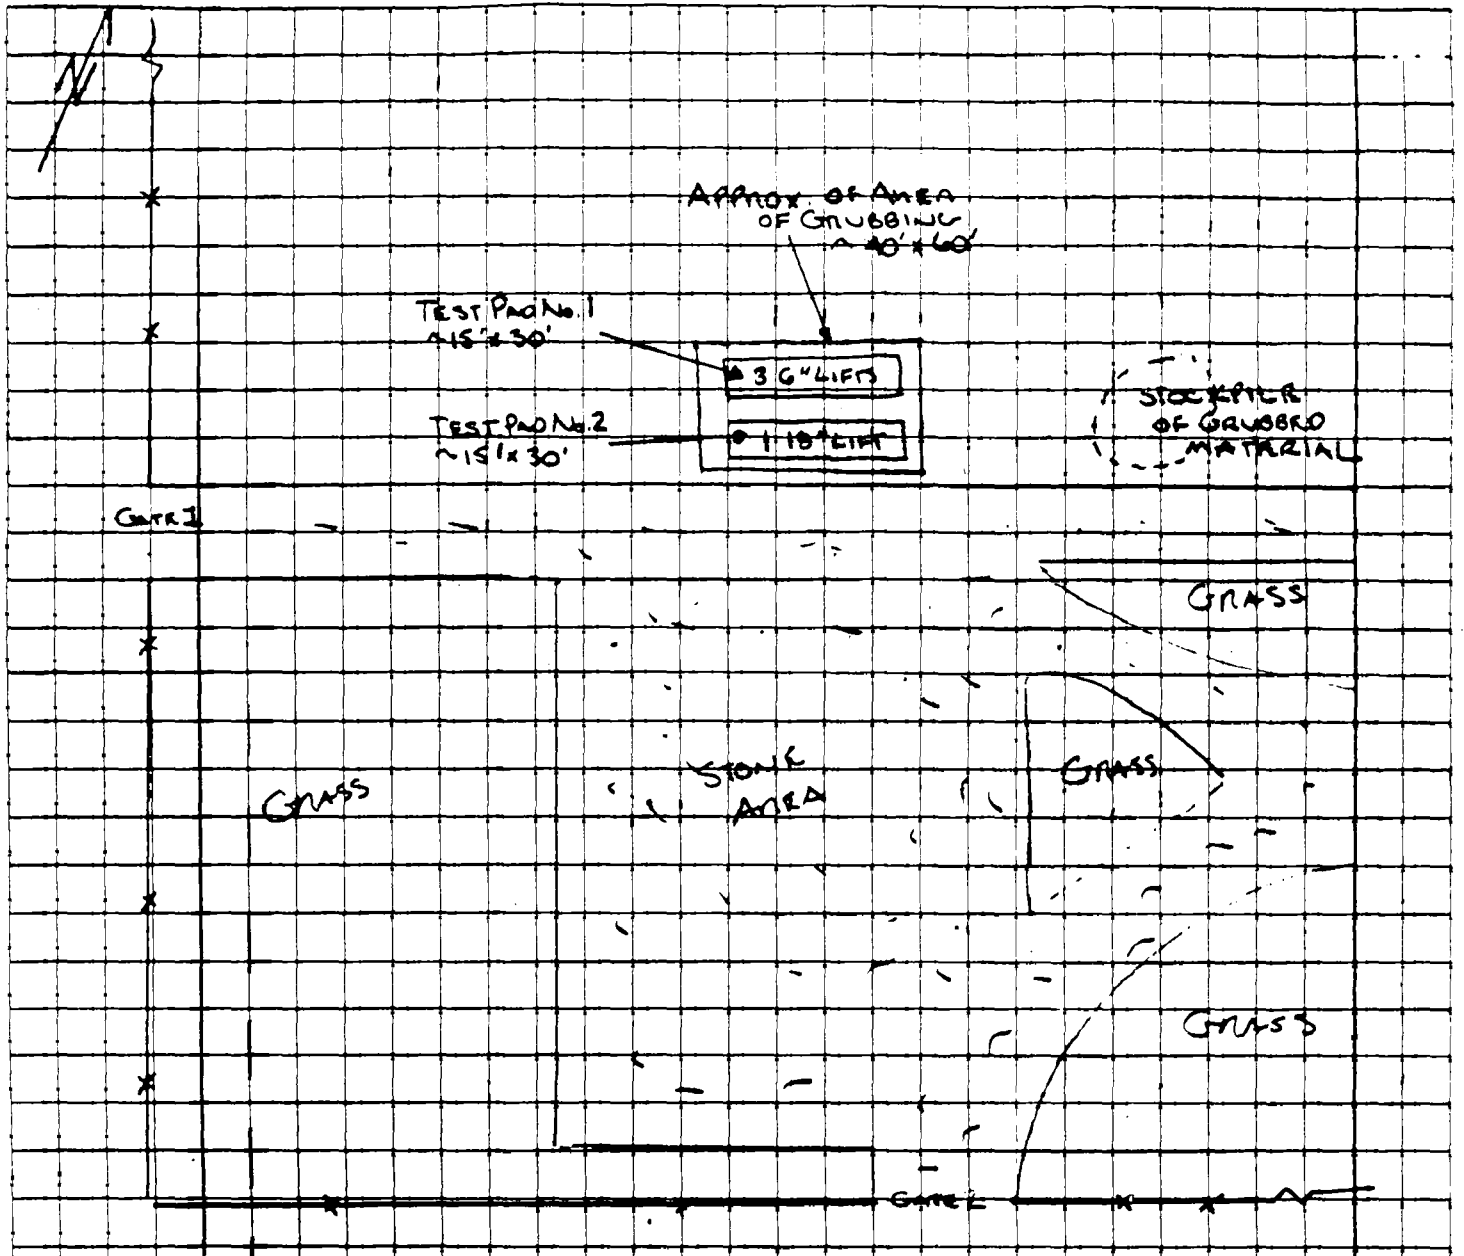 N
APPROX. OF AREA
OF GRUBBING
~ 40' x 60'
TEST PAD No. 1
~15' x 30'
3 6" LIFTS
TEST PAD No. 2
~15' x 30'
1 18" LIFT
STOCKPILE
OF GRUBBED
MATERIAL
GATE 1
GRASS
GRASS
STONE
AREA
GRASS
GRASS
GATE 2